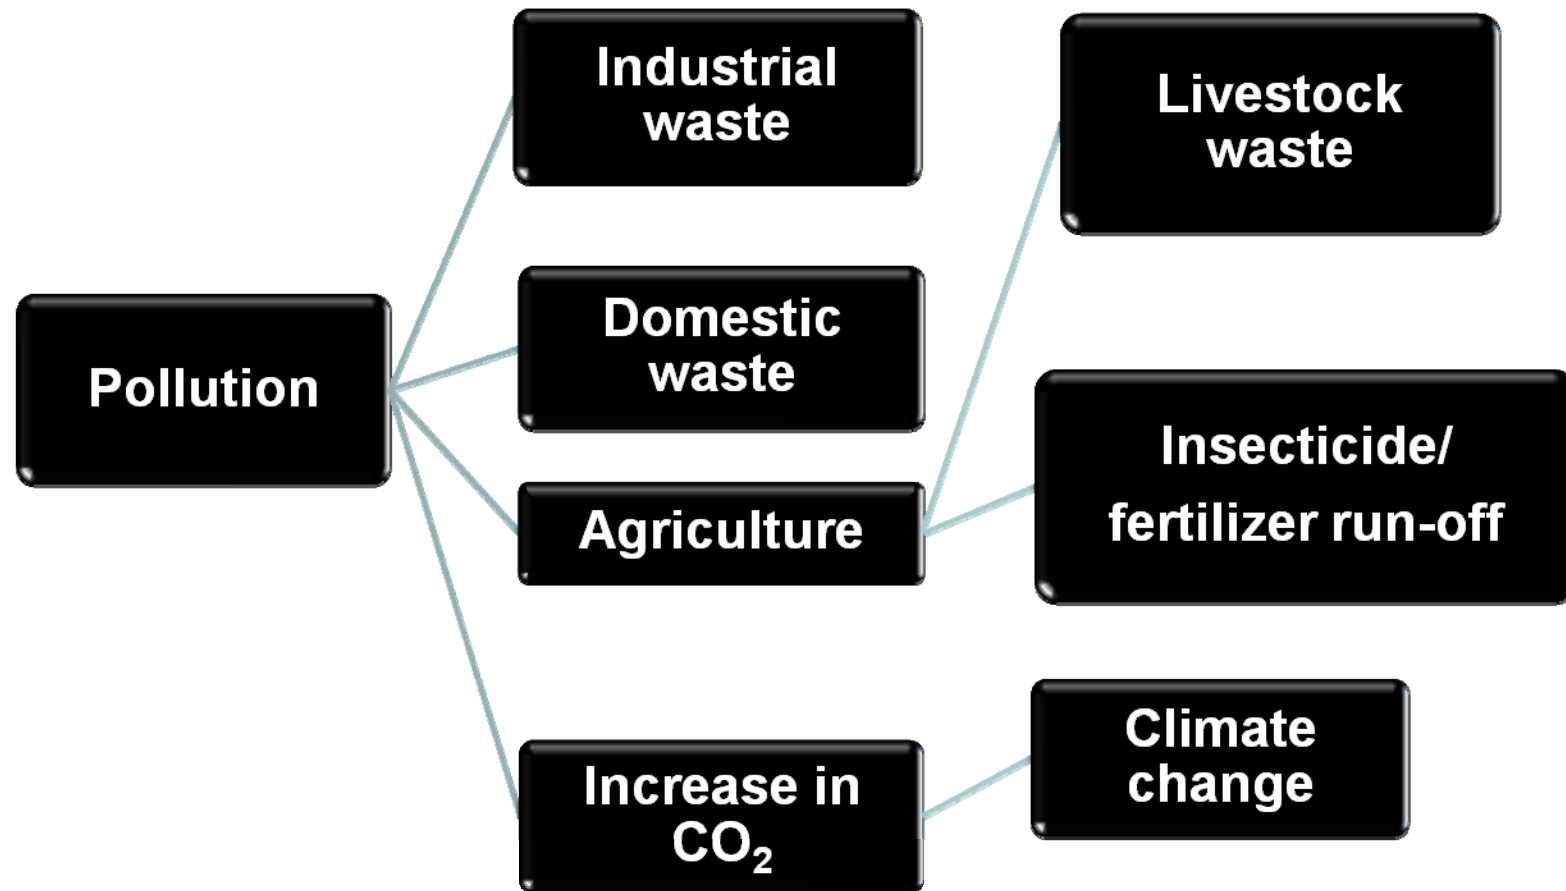 Pollution
Industrial
waste
Domestic
waste
Agriculture
Increase in
CO₂
Livestock
waste
Insecticide/
fertilizer run-off
Climate
change